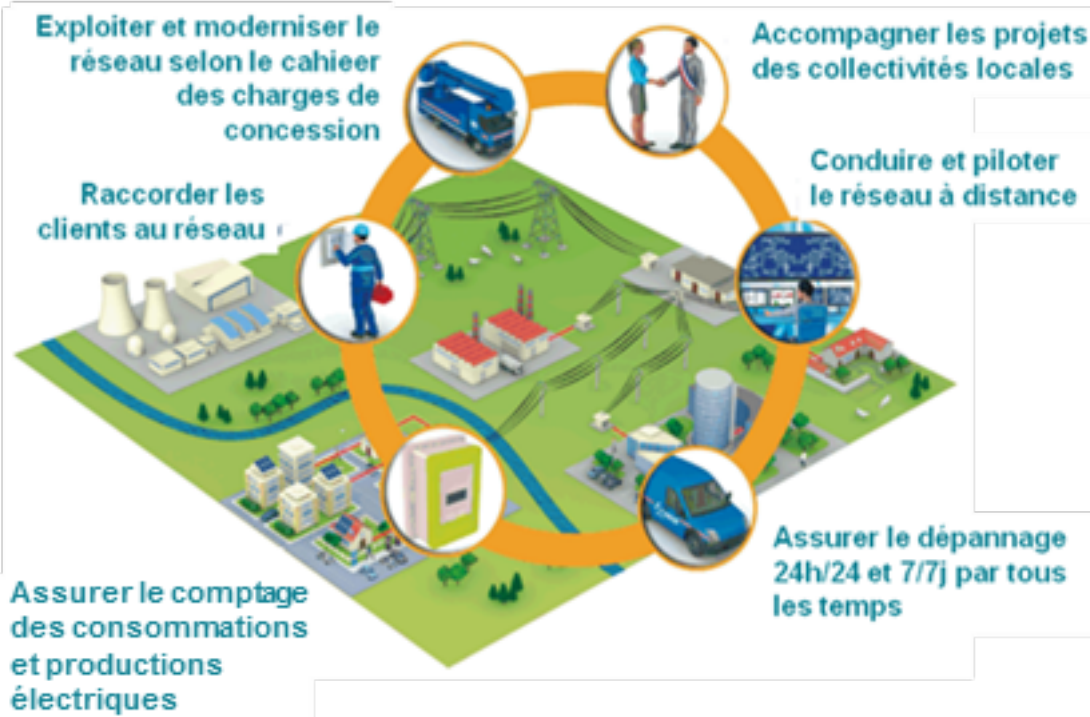 Exploiter et moderniser le
réseau selon le cahieer
des charges de
concession
Accompagner les projets
des collectivités locales
Raccorder les
clients au réseau
Conduire et piloter
le réseau à distance
Assurer le dépannage
24h/24 et 7/7j par tous
les temps
Assurer le comptage
des consommations
et productions
électriques